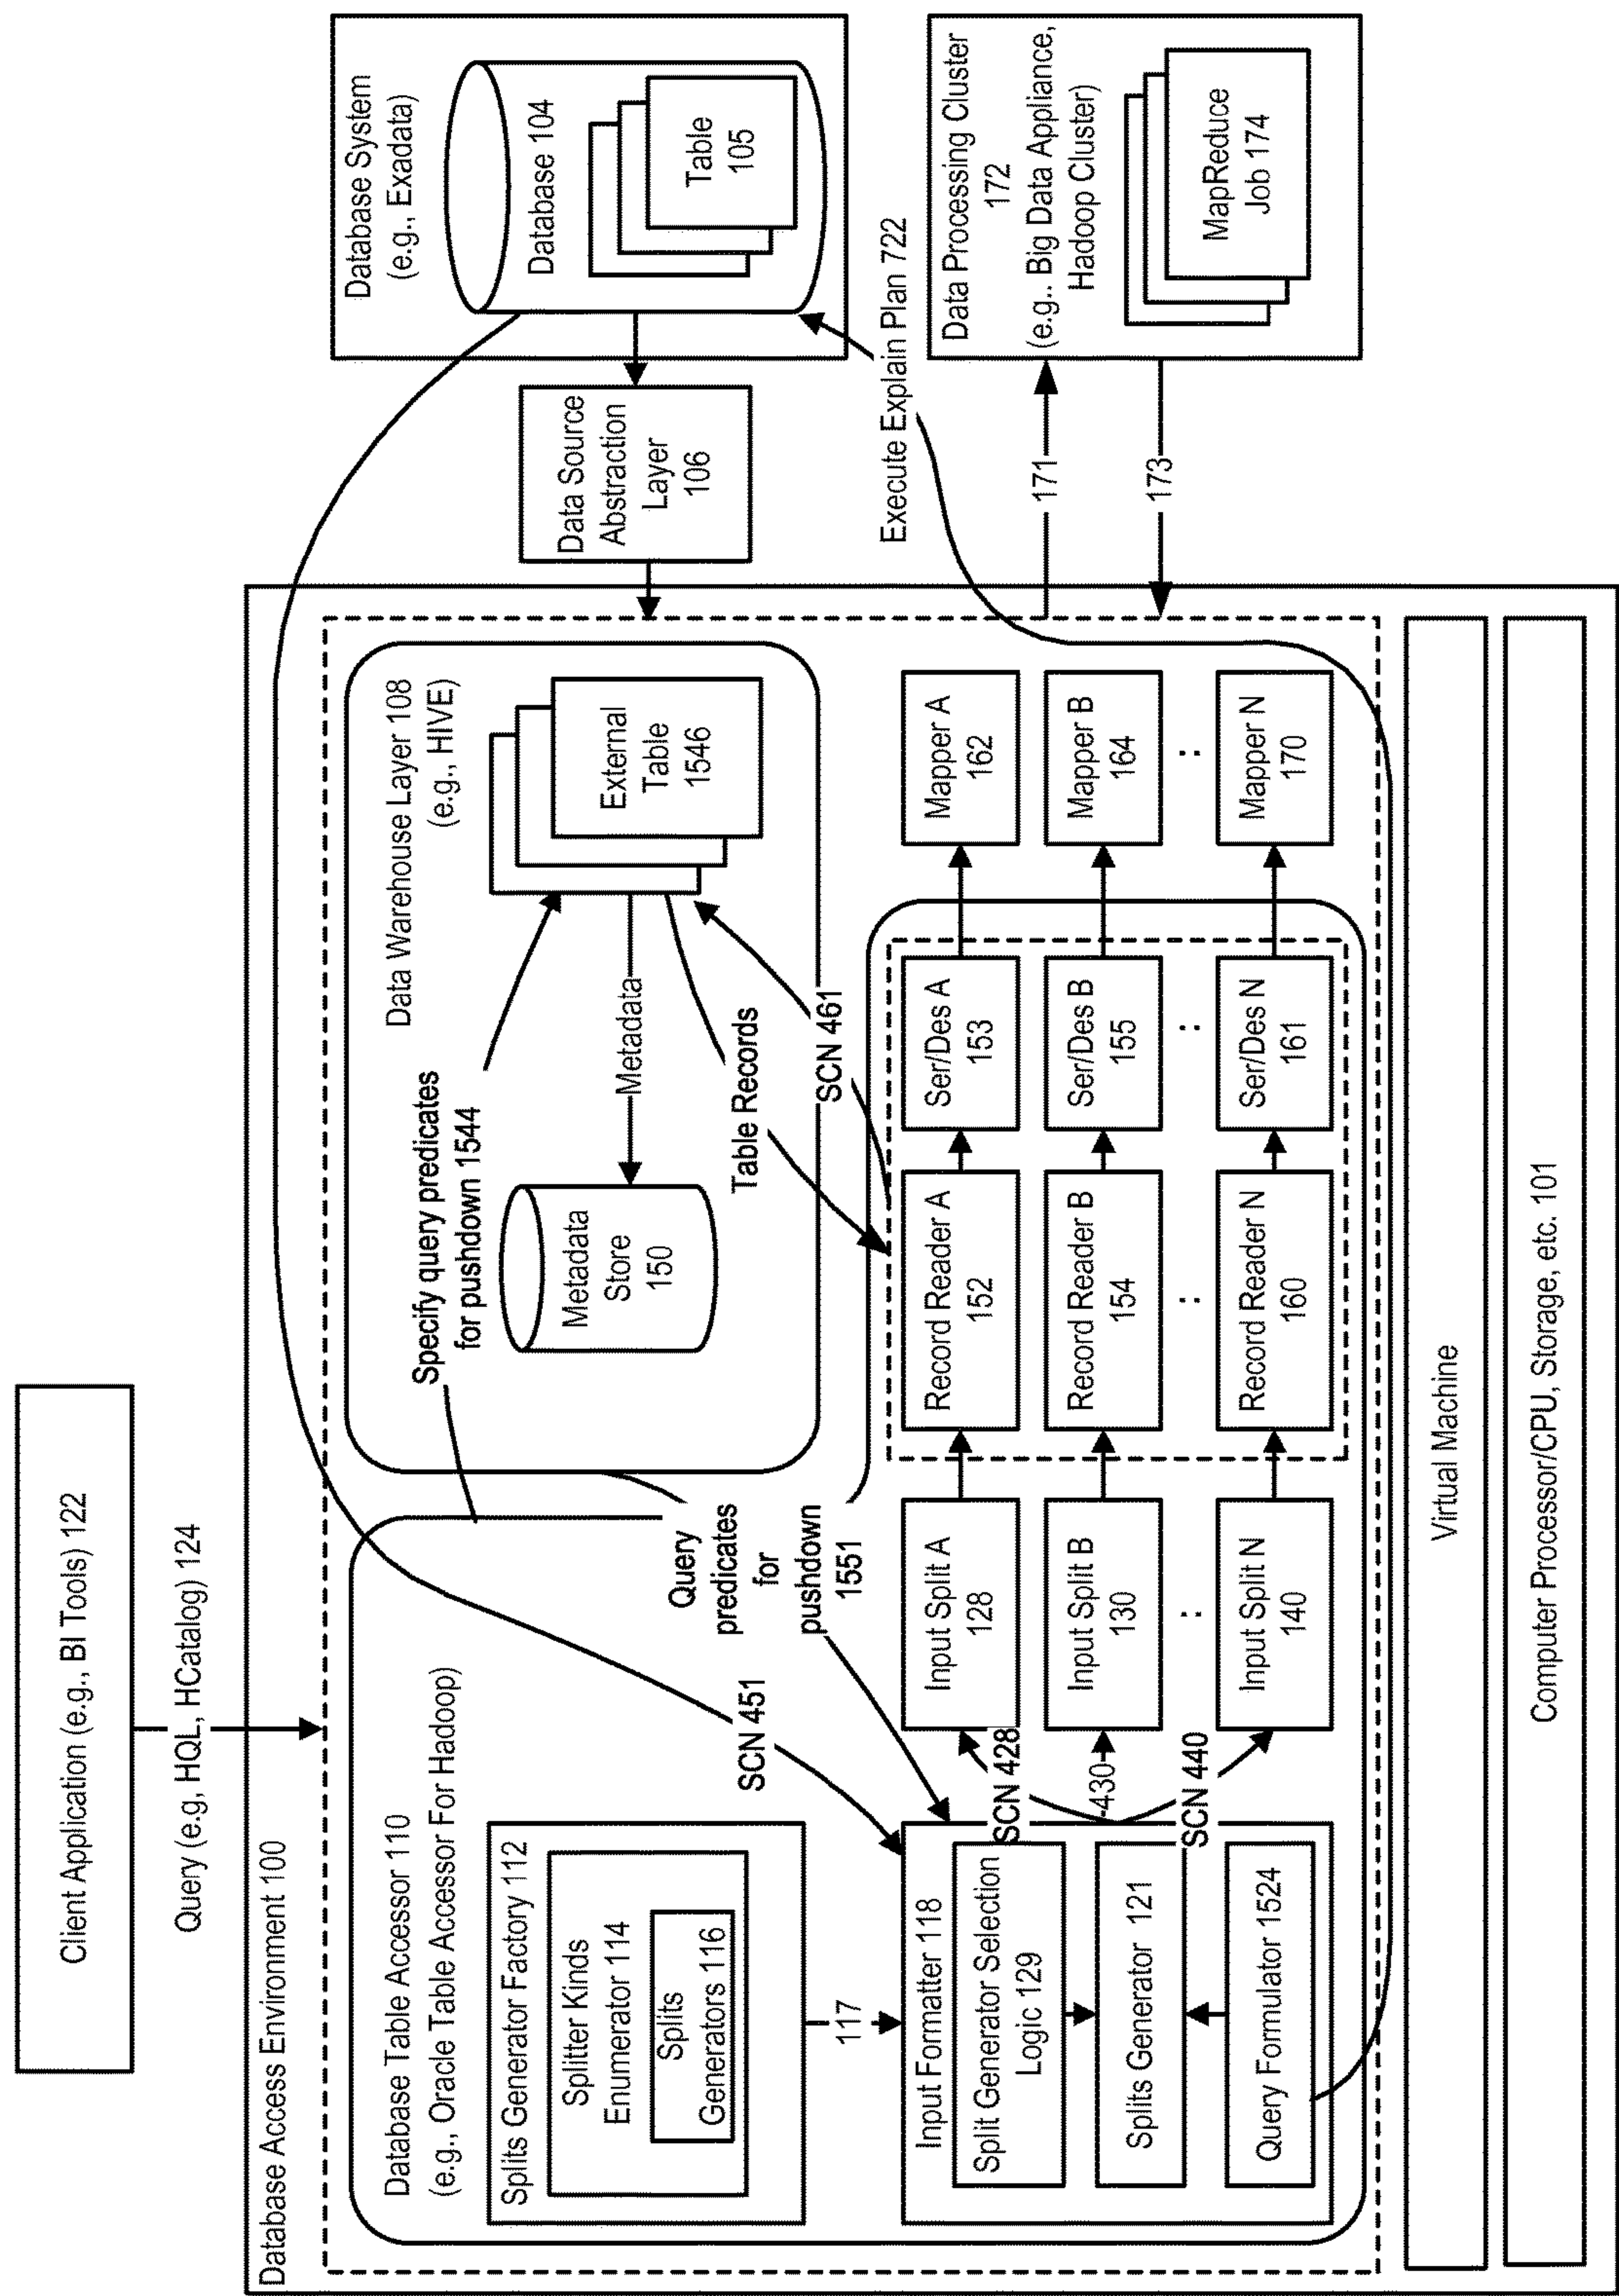 Client Application (e.g., BI Tools) 122
Query (e.g, HQL, HCatalog) 124
Database Access Environment 100
Database Table Accessor 110
(e.g., Oracle Table Accessor For Hadoop)
Splits Generator Factory 112
Splitter Kinds
Enumerator 114
Splits
Generators 116
117
Input Formatter 118
Split Generator Selection
Logic 129
Splits Generator 121
Query Formulator 1524
SCN 451
Query
predicates
for
pushdown
1551
SCN 428
430
SCN 440
Input Split A
128
Input Split B
130
:
Input Split N
140
Data Warehouse Layer 108
(e.g., HIVE)
Specify query predicates
for pushdown 1544
Metadata
Store
150
Metadata
External
Table
1546
Table Records
SCN 461
Record Reader A
152
Record Reader B
154
:
Record Reader N
160
Ser/Des A
153
Ser/Des B
155
:
Ser/Des N
161
Mapper A
162
Mapper B
164
:
Mapper N
170
Virtual Machine
Computer Processor/CPU, Storage, etc. 101
Data Source
Abstraction
Layer
106
Database System
(e.g., Exadata)
Database 104
Table
105
Execute Explain Plan 722
171
173
Data Processing Cluster
172
(e.g.. Big Data Appliance,
Hadoop Cluster)
MapReduce
Job 174